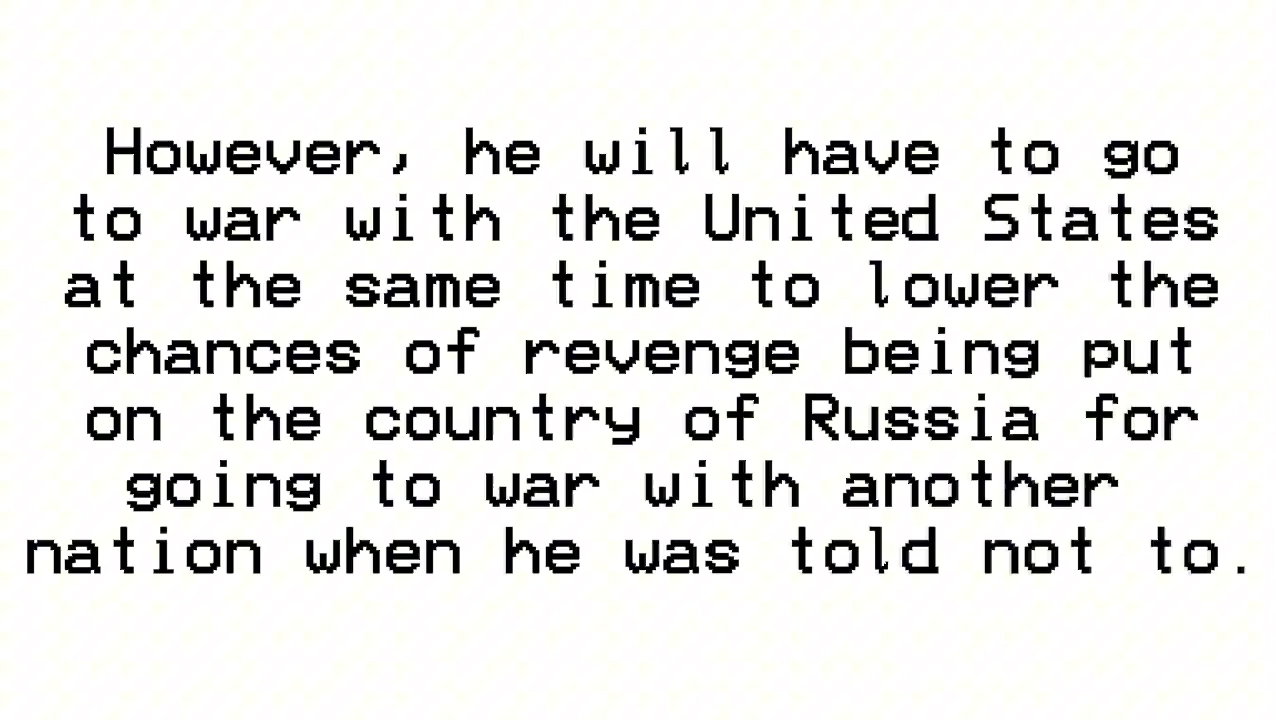 However, he will have to go
to war with the United States
at the same time to lower the
chances of revenge being put
on the country of Russia for
going to war with another
nation when he was told not to.